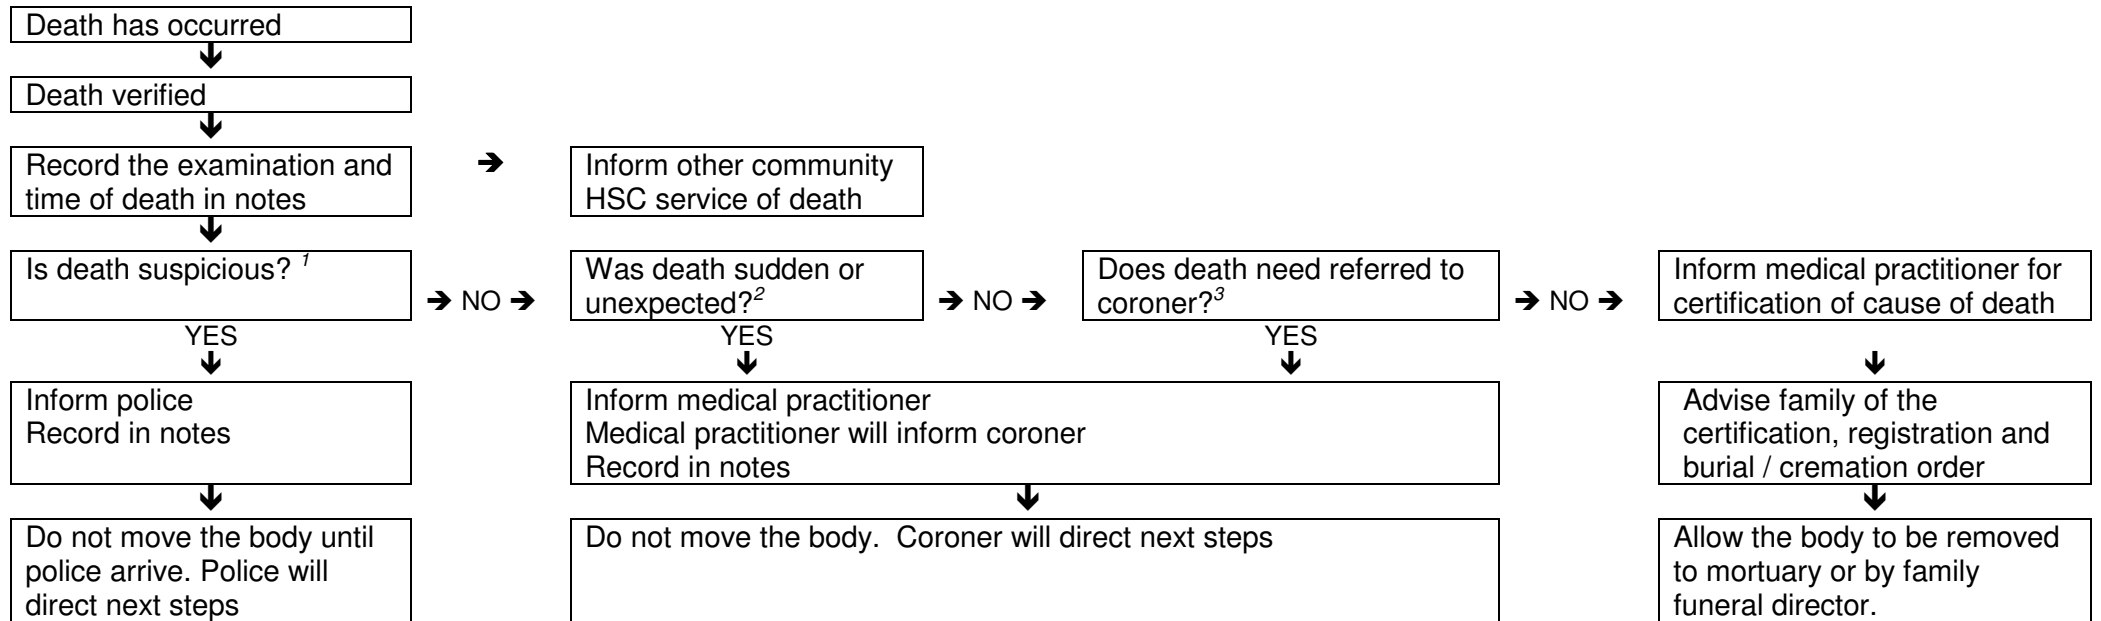 Death has occurred
Death verified
Record the examination and
time of death in notes
Inform other community
HSC service of death
Is death suspicious? 1
NO
Was death sudden or
unexpected?2
NO
Does death need referred to
coroner?3
NO
Inform medical practitioner for
certification of cause of death
YES
YES
YES
Inform police
Record in notes
Inform medical practitioner
Medical practitioner will inform coroner
Record in notes
Advise family of the
certification, registration and
burial / cremation order
Do not move the body until
police arrive. Police will
direct next steps
Do not move the body.  Coroner will direct next steps
Allow the body to be removed
to mortuary or by family
funeral director.